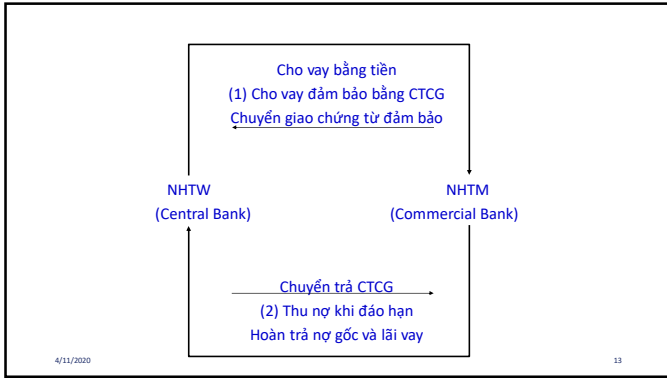 Cho vay bằng tiền
(1) Cho vay đảm bảo bằng CTCG
Chuyển giao chứng từ đảm bảo
NHTW
(Central Bank)
NHTM
(Commercial Bank)
Chuyển trả CTCG
(2) Thu nợ khi đáo hạn
Hoàn trả nợ gốc và lãi vay
4/11/2020
13